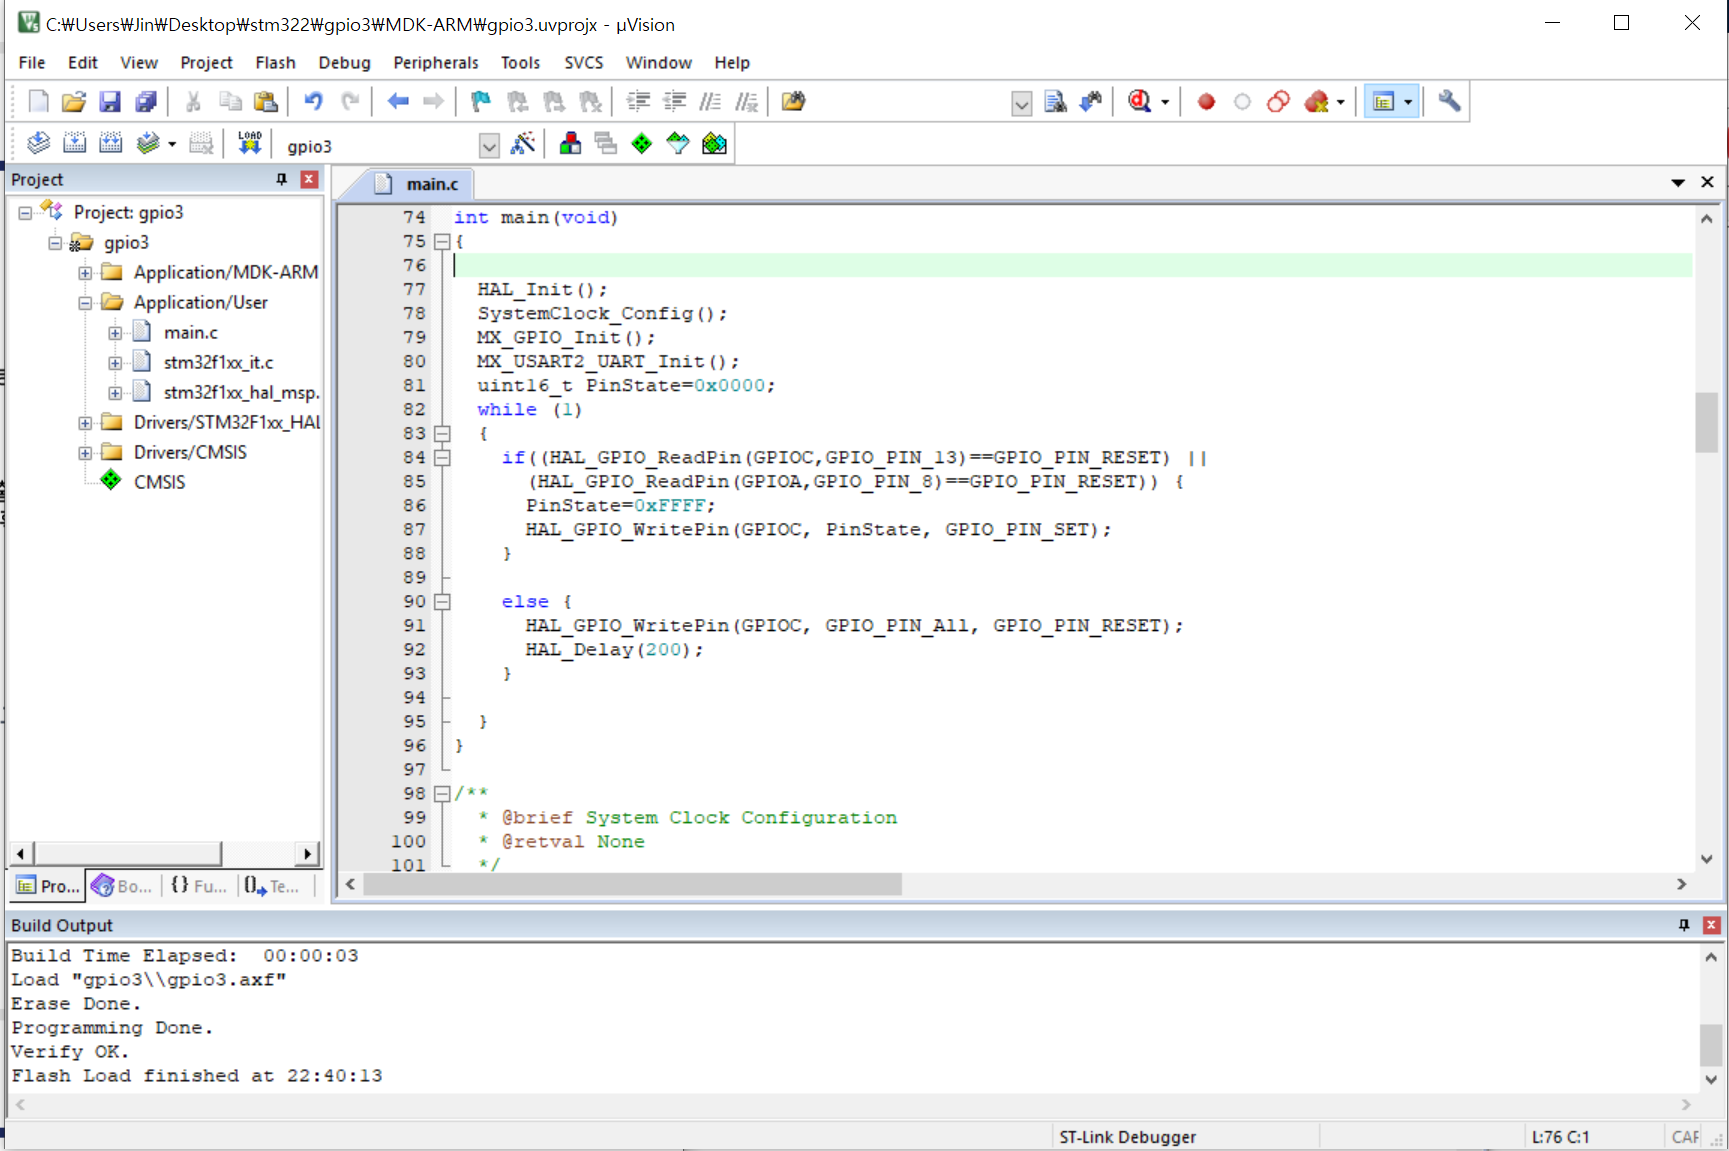 C:₩Users₩Jin₩Desktop₩stm322₩gpio3₩MDK-ARM₩gpio3.uvprojx - µVision
File Edit View Project Flash Debug Peripherals Tools SVCS Window Help
LOAD
gpio3
Project
Project: gpio3
gpio3
Application/MDK-ARM
Application/User
main.c
stm32f1xx_it.c
stm32f1xx_hal_msp.
Drivers/STM32F1xx_HAL
Drivers/CMSIS
CMSIS
Pro... Bo... {} Fu... Te...
main.c
74 int main(void)
75 {
76
77 HAL_Init();
78 SystemClock_Config();
79 MX_GPIO_Init();
80 MX_USART2_UART_Init();
81 uint16_t PinState=0x0000;
82 while (1)
83 {
84 if((HAL_GPIO_ReadPin(GPIOC,GPIO_PIN_13)==GPIO_PIN_RESET) ||
85 (HAL_GPIO_ReadPin(GPIOA,GPIO_PIN_8)==GPIO_PIN_RESET)) {
86 PinState=0xFFFF;
87 HAL_GPIO_WritePin(GPIOC, PinState, GPIO_PIN_SET);
88 }
89
90 else {
91 HAL_GPIO_WritePin(GPIOC, GPIO_PIN_All, GPIO_PIN_RESET);
92 HAL_Delay(200);
93 }
94
95 }
96 }
97
98 /**
99 * @brief System Clock Configuration
100 * @retval None
101 */
Build Output
Build Time Elapsed: 00:00:03
Load "gpio3\\gpio3.axf"
Erase Done.
Programming Done.
Verify OK.
Flash Load finished at 22:40:13
ST-Link Debugger L:76 C:1 CAP